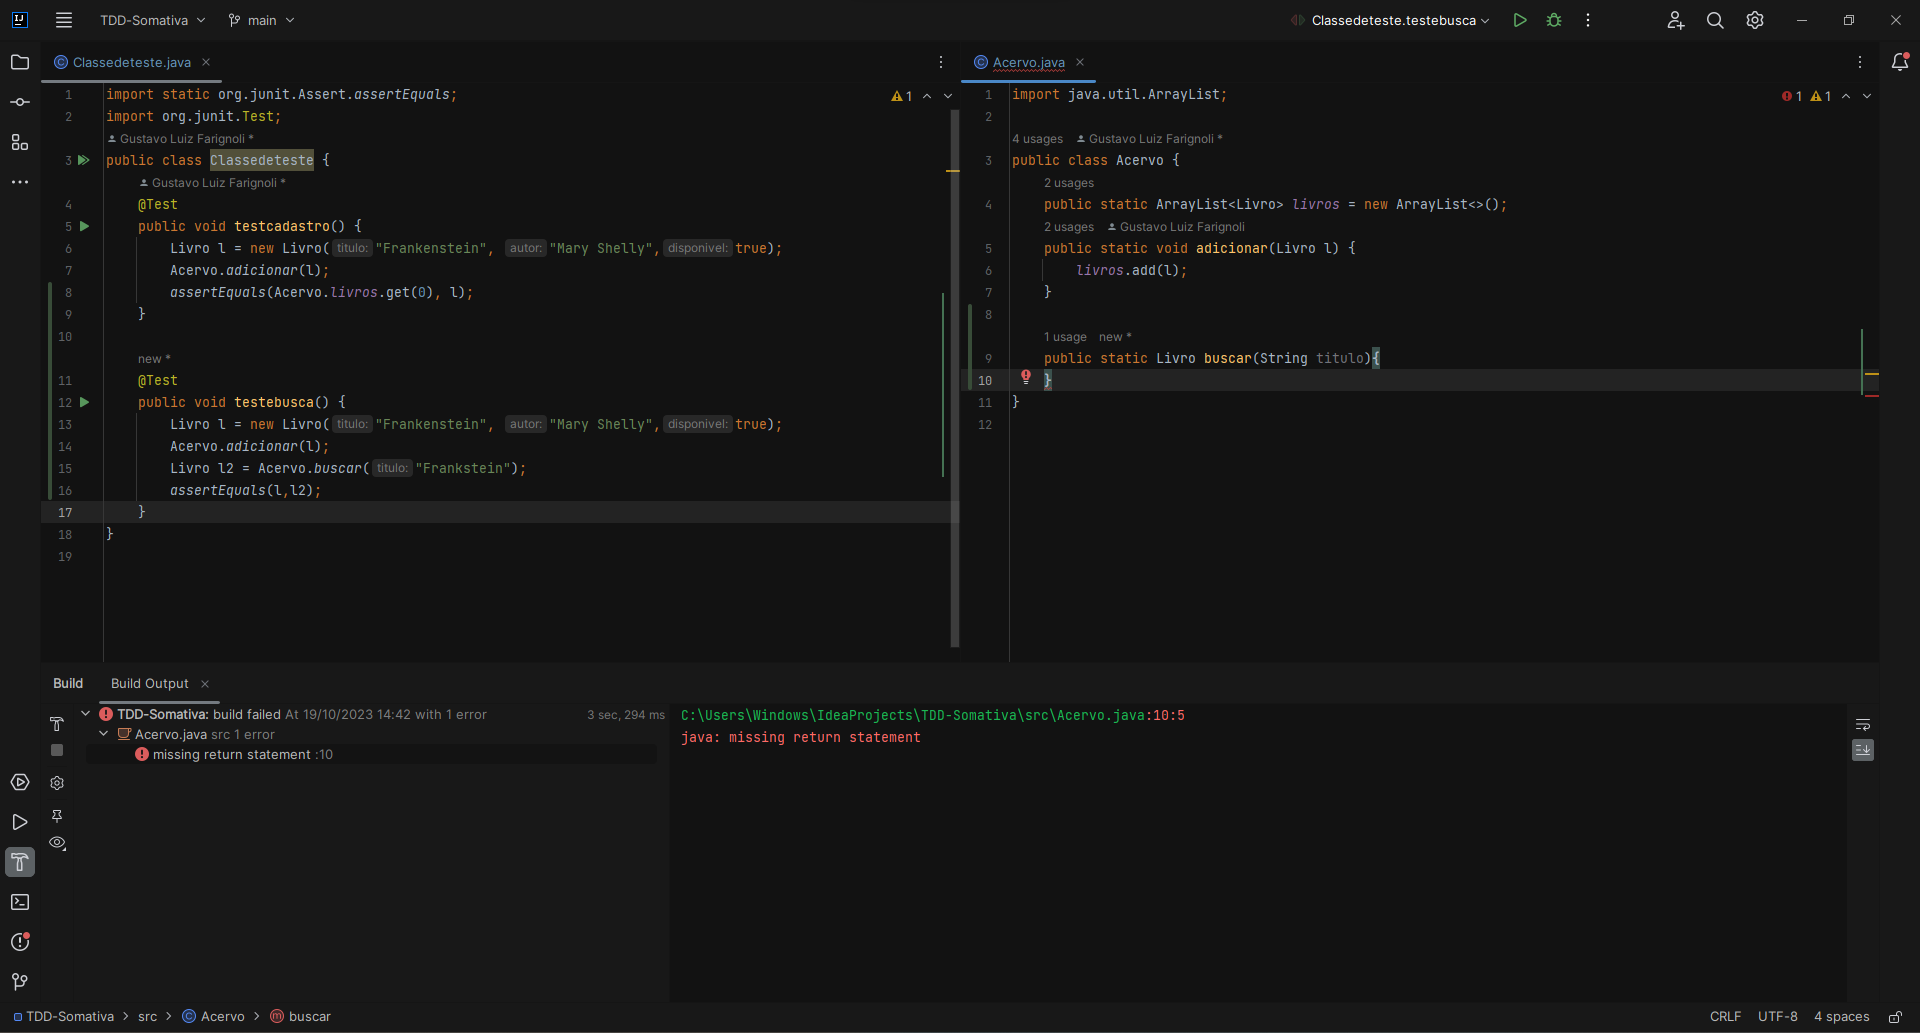 TDD-Somativa main Classedeteste.testebusca
Classedeteste.java
1 import static org.junit.Assert.assertEquals;
2 import org.junit.Test;
Gustavo Luiz Farignoli *
3 public class Classedeteste {
Gustavo Luiz Farignoli *
4 @Test
5 public void testcadastro() {
6 Livro l = new Livro( titulo: "Frankenstein", autor: "Mary Shelly", disponivel: true);
7 Acervo.adicionar(l);
8 assertEquals(Acervo.livros.get(0), l);
9 }
10
new *
11 @Test
12 public void testebusca() {
13 Livro l = new Livro( titulo: "Frankenstein", autor: "Mary Shelly", disponivel: true);
14 Acervo.adicionar(l);
15 Livro l2 = Acervo.buscar( titulo: "Frankstein");
16 assertEquals(l,l2);
17 }
18 }
19
1
Acervo.java
1 import java.util.ArrayList;
2
4 usages Gustavo Luiz Farignoli *
3 public class Acervo {
2 usages
4 public static ArrayList<Livro> livros = new ArrayList<>();
2 usages Gustavo Luiz Farignoli
5 public static void adicionar(Livro l) {
6 livros.add(l);
7 }
8
1 usage new *
9 public static Livro buscar(String titulo){
10 }
11 }
12
1 1
Build Build Output
TDD-Somativa: build failed At 19/10/2023 14:42 with 1 error 3 sec, 294 ms
Acervo.java src 1 error
missing return statement :10
C:\Users\Windows\IdeaProjects\TDD-Somativa\src\Acervo.java:10:5
java: missing return statement
TDD-Somativa > src > Acervo > buscar CRLF UTF-8 4 spaces